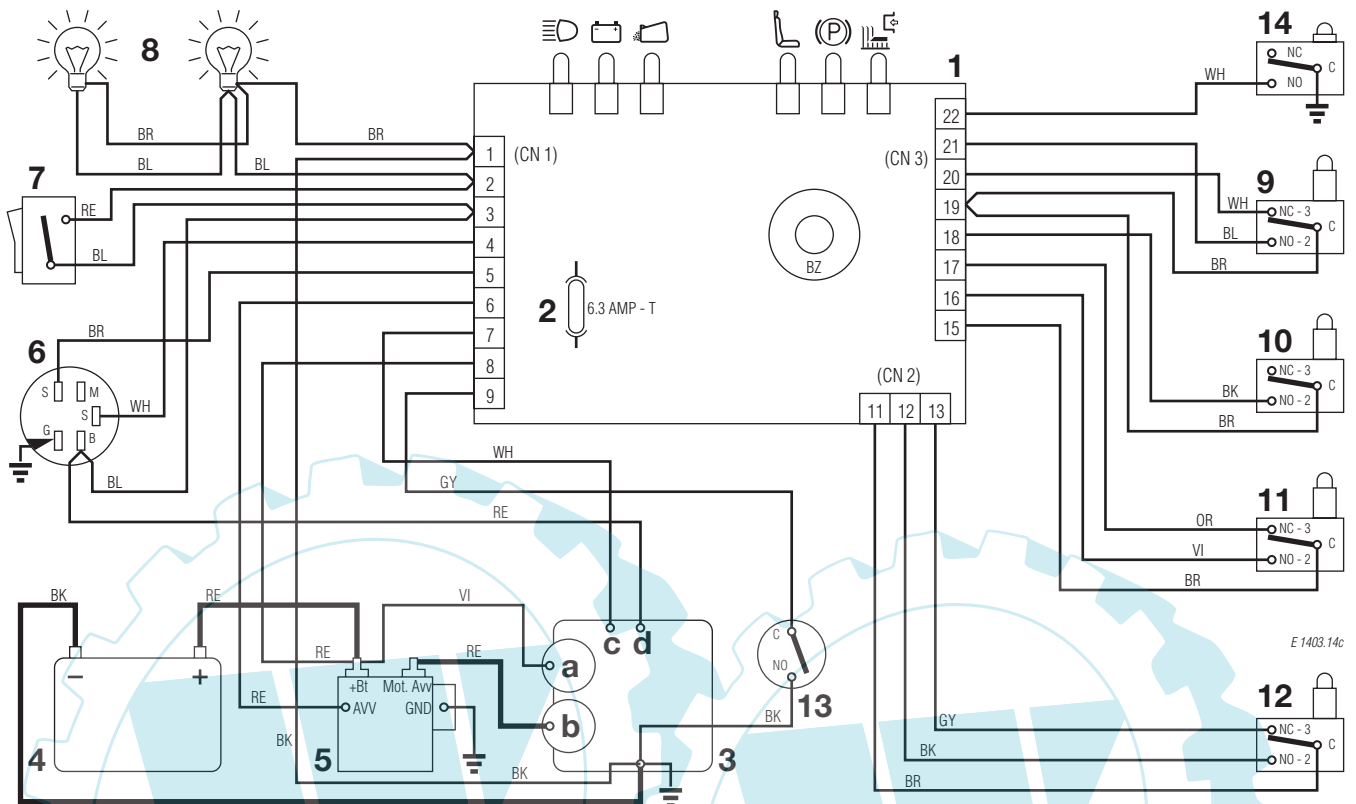 8
1
14
NC
C
WH
NO
22
BR
BR
21
1
(CN 1)
(CN 3)
BL
BL
20
9
7
2
WH
NC - 3
RE
3
19
C
BL
NO - 2
4
18
BZ
BL
BR
5
17
2
6.3 AMP - T
6
16
10
BR
7
15
6
NC - 3
8
(CN 2)
C
S
M
BK
NO - 2
9
11
12
13
S
WH
BR
G
B
WH
11
BL
GY
OR
NC - 3
RE
C
VI
NO - 2
BR
BK
RE
VI
c
d
C
E 1403.14c
RE
RE
a
NO
−
+
+Bt
Mot. Avv
12
RE
AVV
GND
13
b
BK
GY
NC - 3
BK
C
4
5
3
BK
NO - 2
BK
BR
P